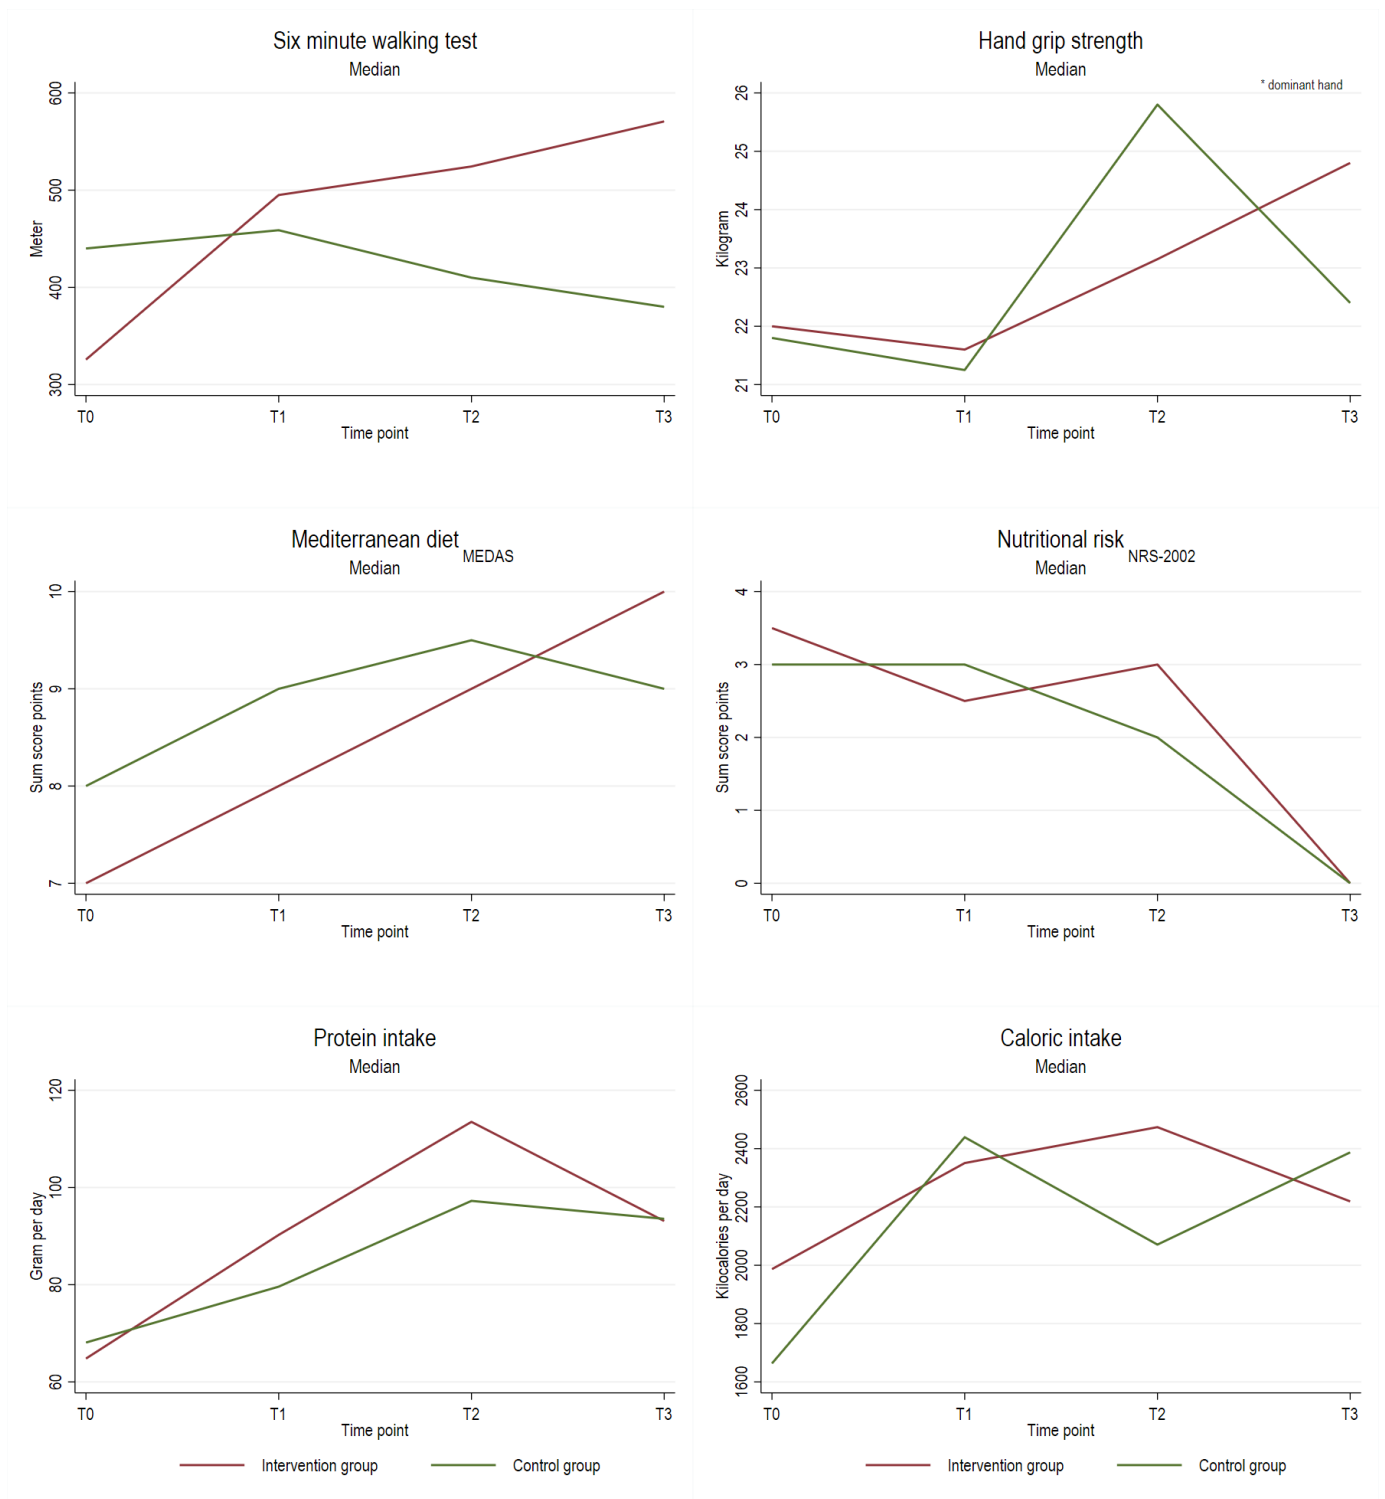 Six minute walking test
Median
600
500
400
300
Meter
T0 T1 T2 T3
Time point
Hand grip strength
Median
* dominant hand
26
25
24
23
22
21
Kilogram
T0 T1 T2 T3
Time point
Mediterranean diet MEDAS
Median
10
9
8
7
Sum score points
T0 T1 T2 T3
Time point
Nutritional risk NRS-2002
Median
4
3
2
1
0
Sum score points
T0 T1 T2 T3
Time point
Protein intake
Median
120
100
80
60
Gram per day
T0 T1 T2 T3
Time point
Intervention group Control group
Caloric intake
Median
2600
2400
2200
2000
1800
1600
Kilocalories per day
T0 T1 T2 T3
Time point
Intervention group Control group